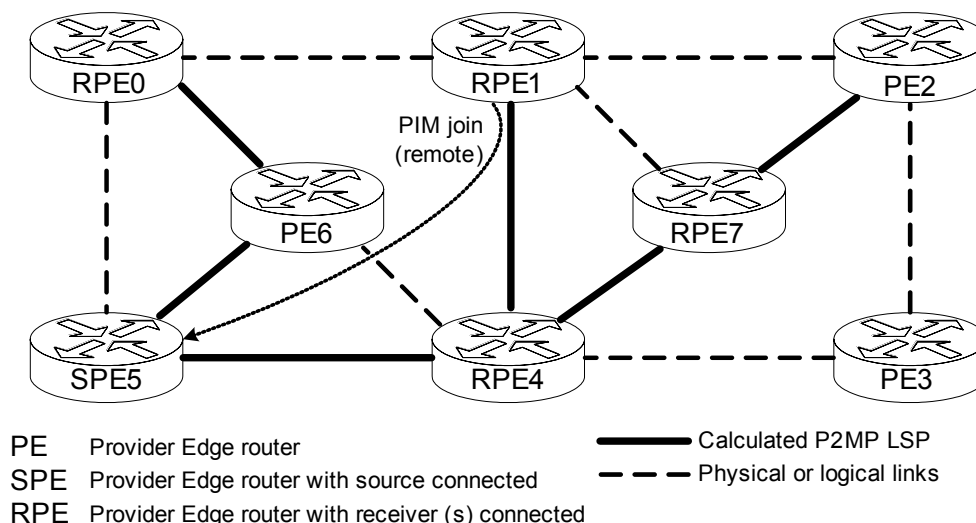 RPE0
RPE1
PE2
PIM join
(remote)
PE6
RPE7
SPE5
RPE4
PE3
PE Provider Edge router
SPE Provider Edge router with source connected
RPE Provider Edge router with receiver (s) connected
Calculated P2MP LSP
Physical or logical links